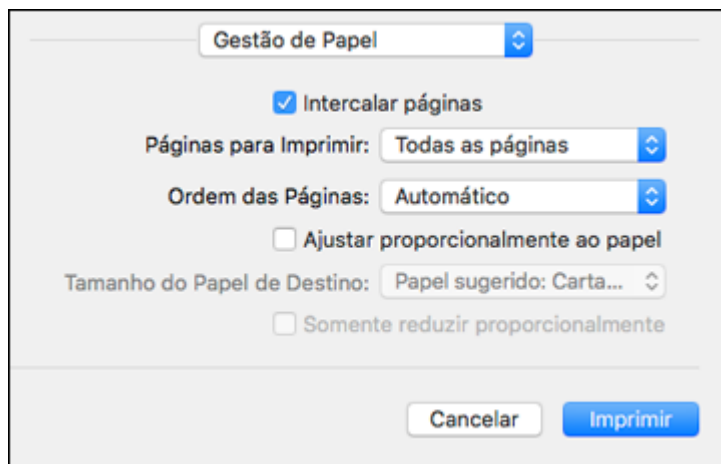 Gestão de Papel
Intercalar páginas
Páginas para Imprimir: Todas as páginas
Ordem das Páginas: Automático
Ajustar proporcionalmente ao papel
Tamanho do Papel de Destino: Papel sugerido: Carta...
Somente reduzir proporcionalmente
Cancelar Imprimir